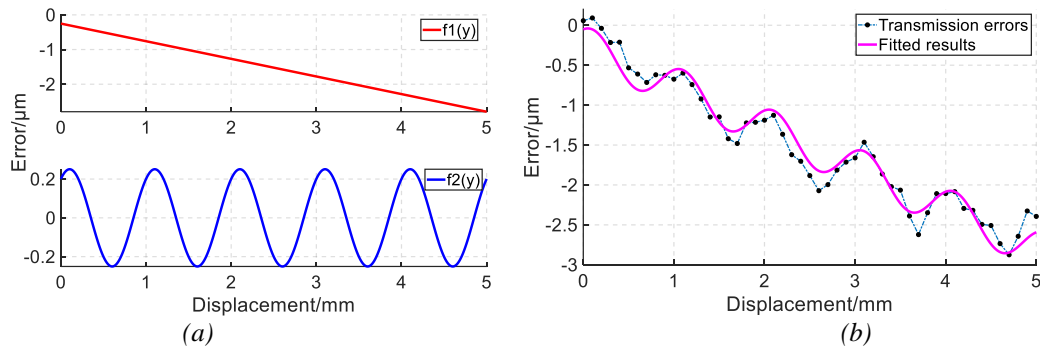 0
-1
-2
f1(y)
0 1 2 3 4 5
Error/μm
0.2
0
-0.2
f2(y)
0 1 2 3 4 5
Displacement/mm
(a)
0
-0.5
-1
-1.5
-2
-2.5
-3
Error/μm
Transmission errors
Fitted results
0 1 2 3 4 5
Displacement/mm
(b)